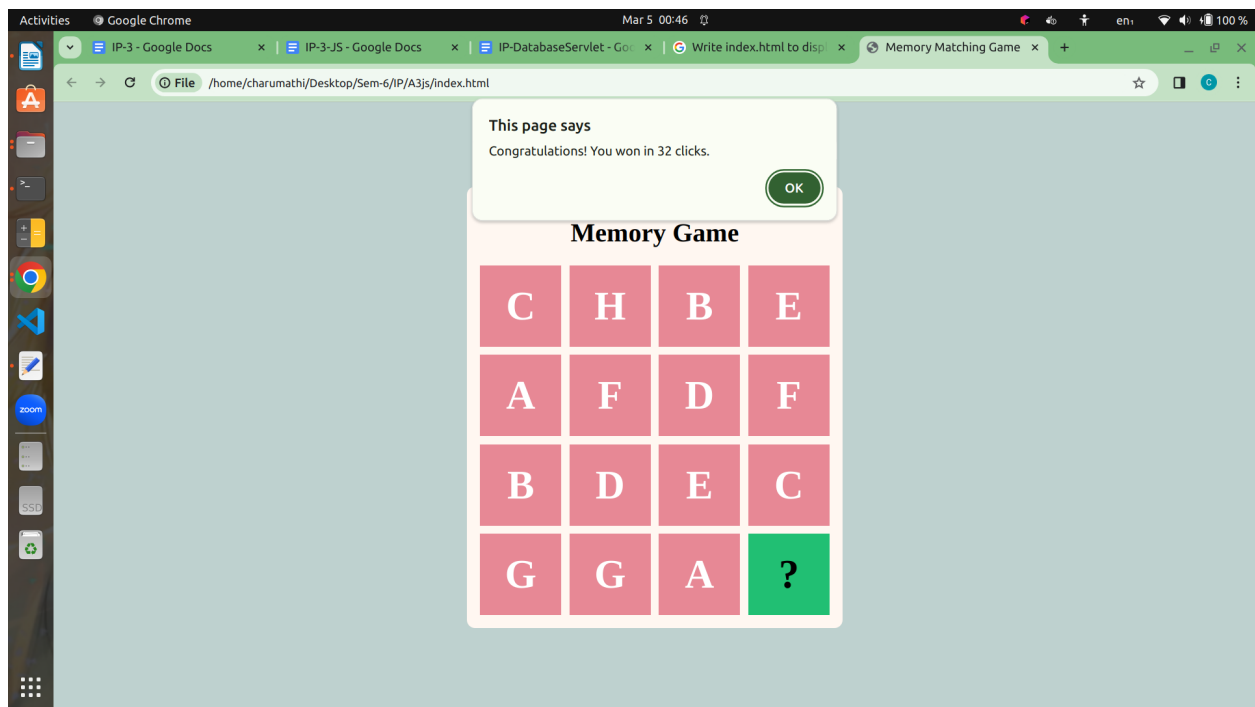 Activities Google Chrome Mar 5 00:46 en₁ 100 %
IP-3 - Google Docs × IP-3-JS - Google Docs × IP-DatabaseServlet - Goo × Write index.html to disp × Memory Matching Game × +
File /home/charumathi/Desktop/Sem-6/IP/A3js/index.html C
This page says
Congratulations! You won in 32 clicks.
OK
Memory Game
C H B E
A F D F
B D E C
G G A ?
zoom
SSD